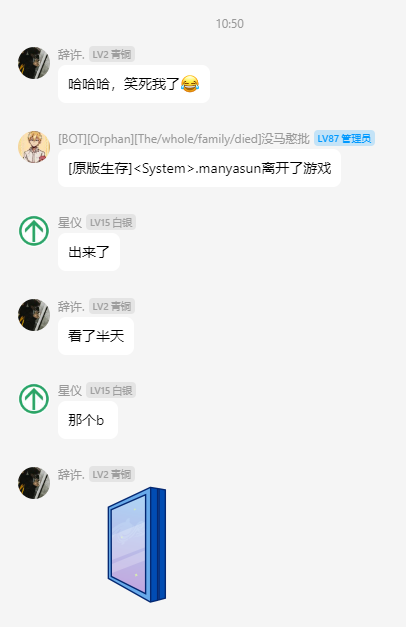 10:50
辞许. LV2 青铜
哈哈哈，笑死我了😂
[BOT][Orphan][The/whole/family/died]没马憨批 LV87 管理员
[原版生存]<System>.manyasun离开了游戏
星仪 LV15 白银
出来了
辞许. LV2 青铜
看了半天
星仪 LV15 白银
那个b
辞许. LV2 青铜